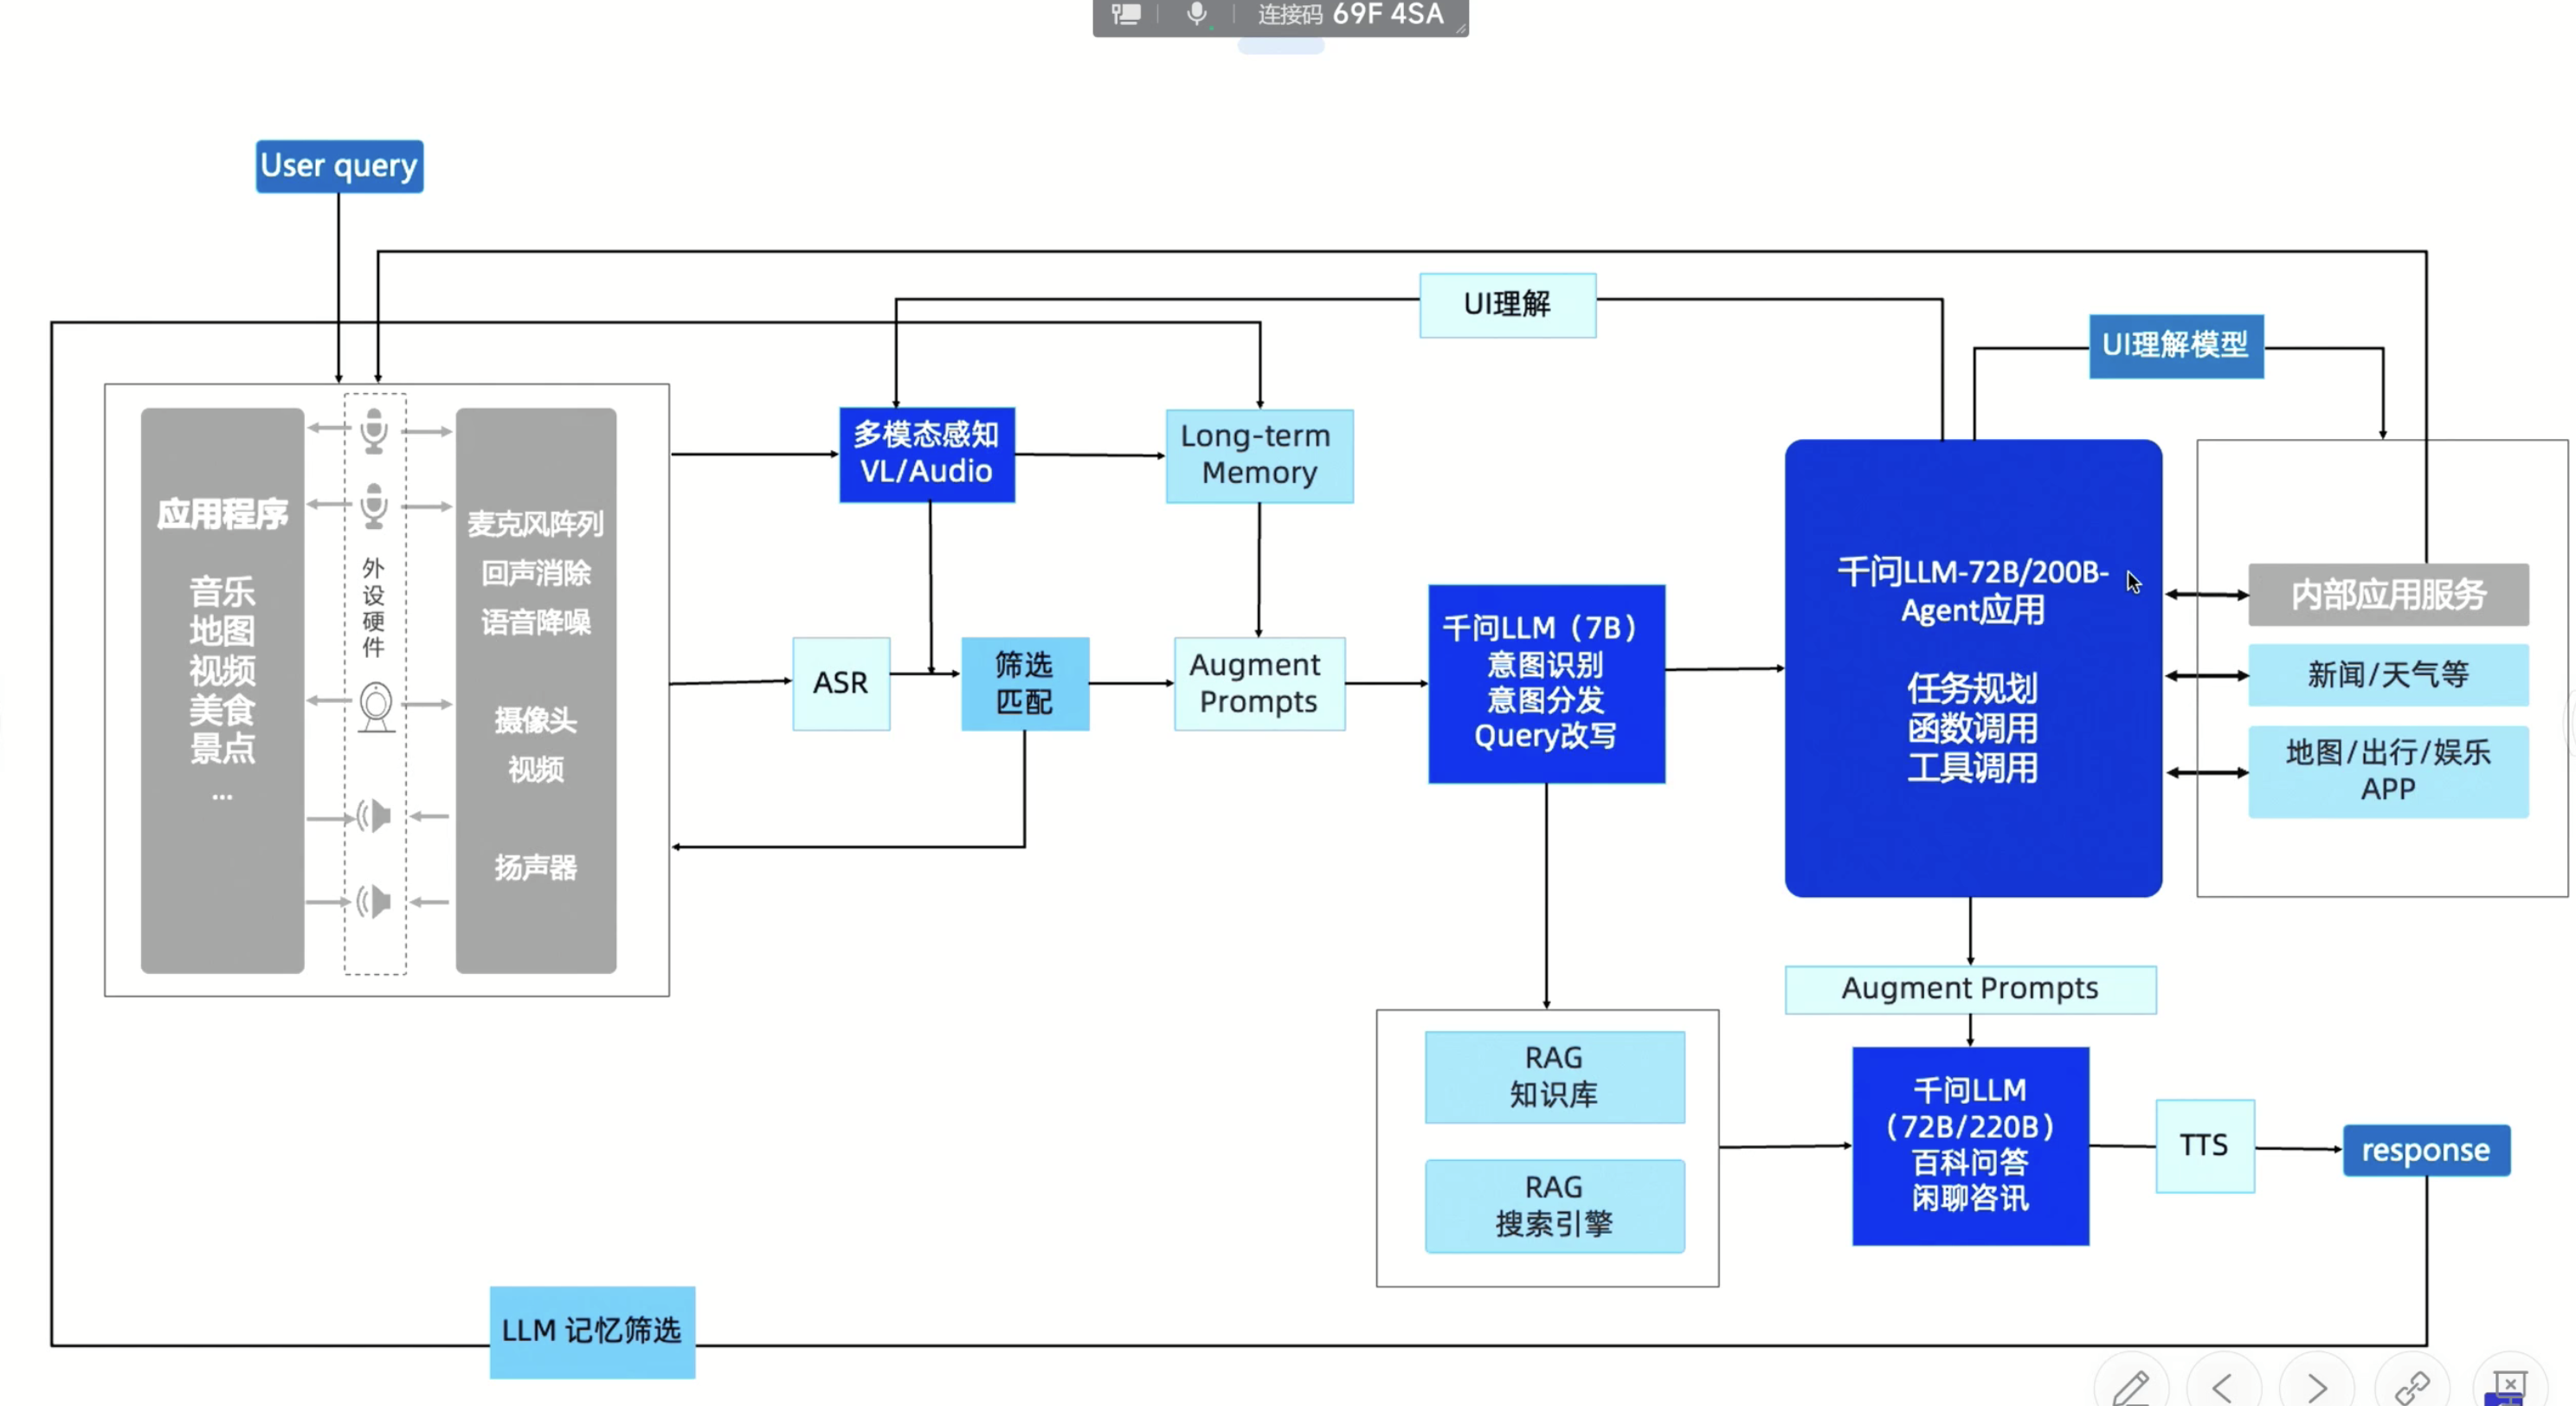 连接码 69F 4SA
User query
UI理解
UI理解模型
应用程序
音乐
地图
视频
美食
景点
...
外
设
硬
件
麦克风阵列
回声消除
语音降噪
摄像头
视频
扬声器
多模态感知
VL/Audio
Long-term
Memory
ASR
筛选
匹配
Augment
Prompts
千问LLM（7B）
意图识别
意图分发
Query改写
千问LLM-72B/200B-
Agent应用
任务规划
函数调用
工具调用
内部应用服务
新闻/天气等
地图/出行/娱乐
APP
Augment Prompts
RAG
知识库
RAG
搜索引擎
千问LLM
（72B/220B）
百科问答
闲聊咨讯
TTS
response
LLM 记忆筛选